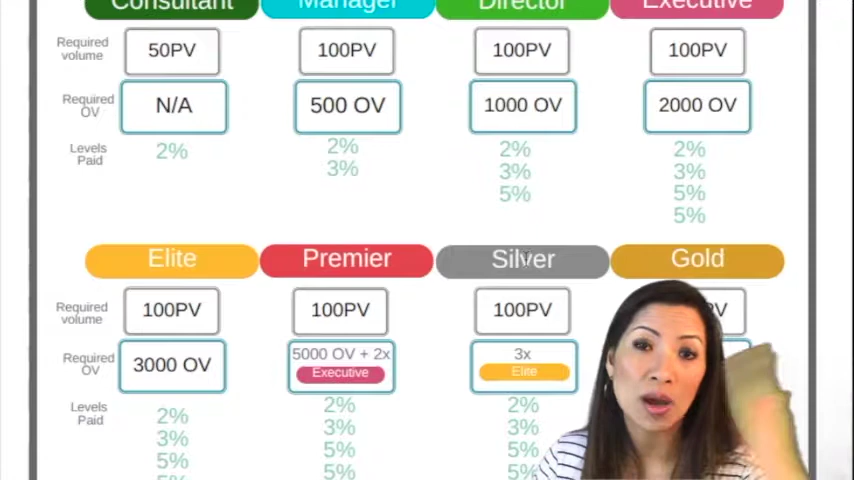 Consultant Manager Director Executive
Required
volume
50PV 100PV 100PV 100PV
Required
OV
N/A 500 OV 1000 OV 2000 OV
Levels
Paid
2% 2% 2% 2%
3% 3% 3%
5% 5%
5%
Elite Premier Silver Gold
Required
volume
100PV 100PV 100PV PV
Required
OV
3000 OV 5000 OV + 2x 3x
Executive Elite
Levels
Paid
2% 2% 2%
3% 3% 3%
5% 5% 5%
5% 5%